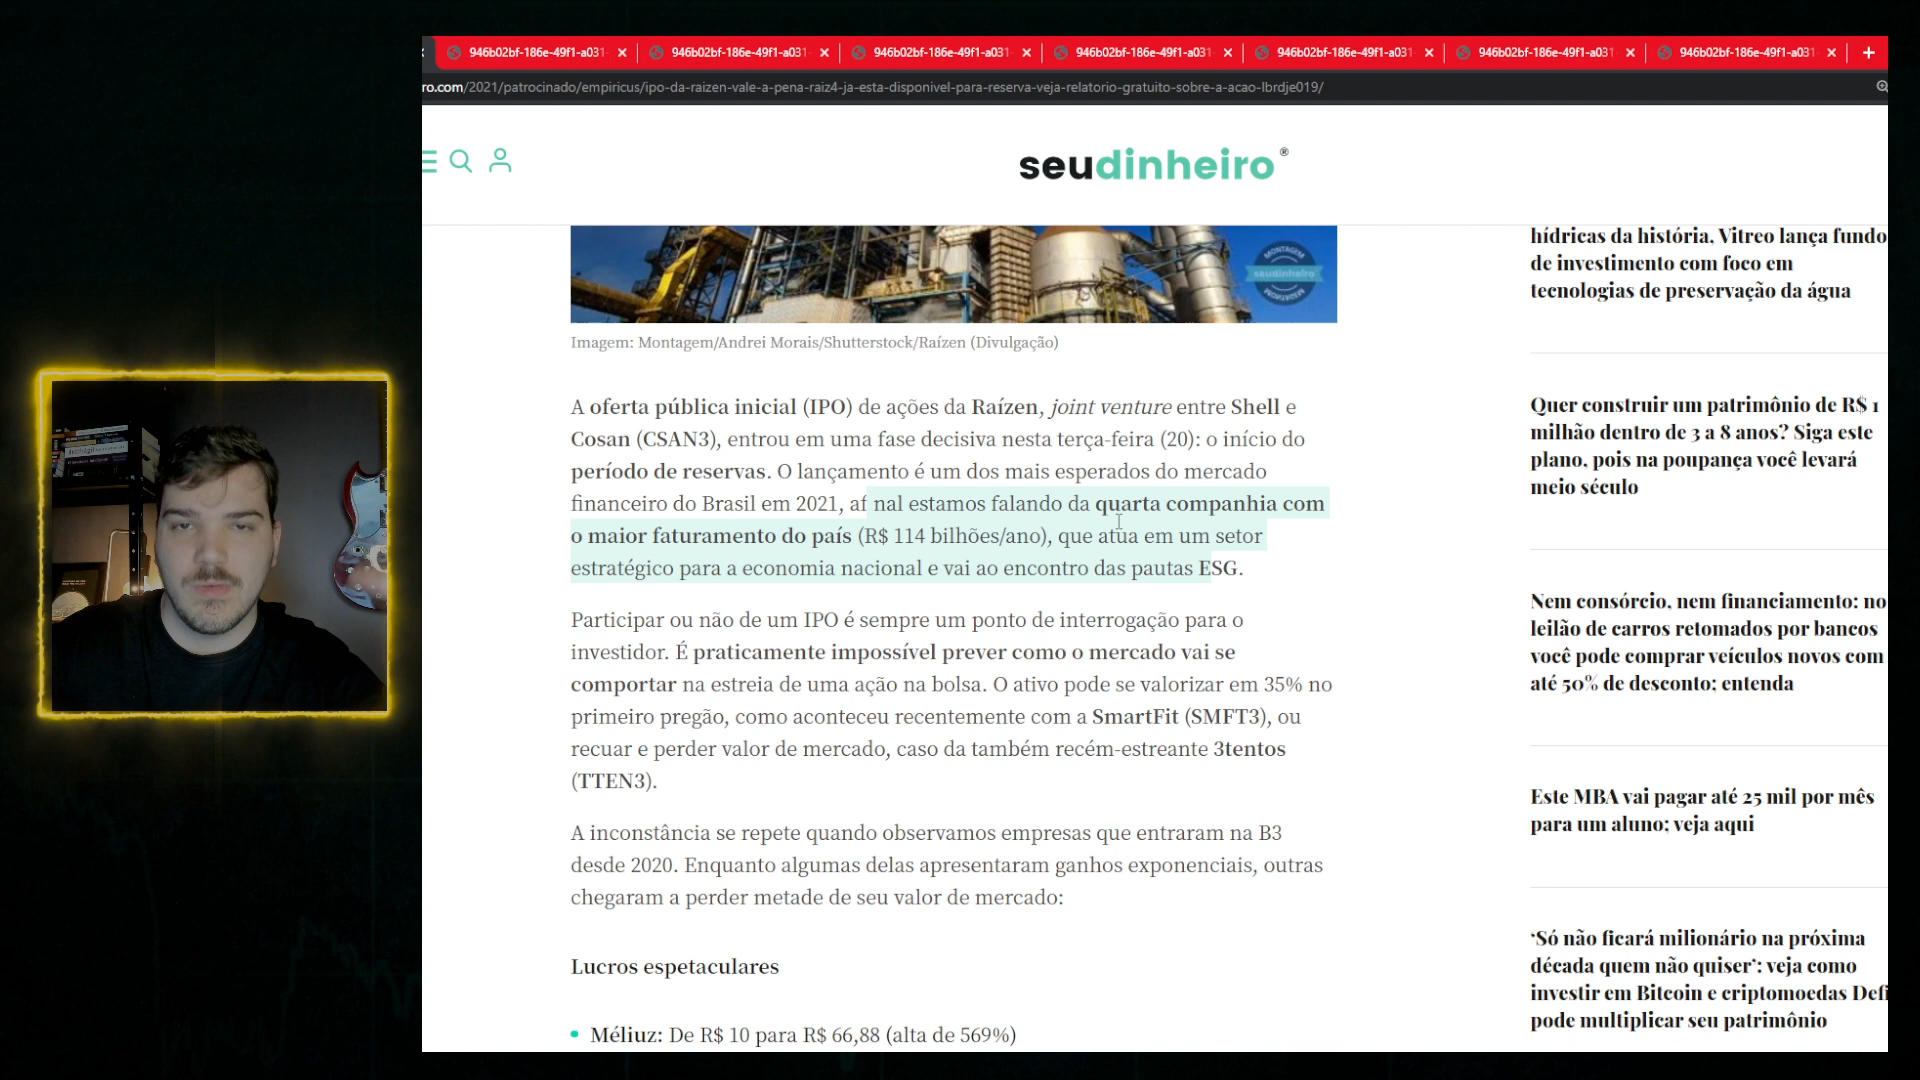 946b02bf-186e-49f1-a031-
946b02bf-186e-49f1-a031-
946b02bf-186e-49f1-a031-
946b02bf-186e-49f1-a031-
946b02bf-186e-49f1-a031-
946b02bf-186e-49f1-a031-
946b02bf-186e-49f1-a031-
ro.com/2021/patrocinado/empiricus/ipo-da-raizen-vale-a-pena-raiz4-ja-esta-disponivel-para-reserva-veja-relatorio-gratuito-sobre-a-acao-lbrdje019/
seudinheiro®
MONTAGEM
seudinheiro
MONTAGEM
Imagem: Montagem/Andrei Morais/Shutterstock/Raízen (Divulgação)
A oferta pública inicial (IPO) de ações da Raízen, joint venture entre Shell e
Cosan (CSAN3), entrou em uma fase decisiva nesta terça-feira (20): o início do
período de reservas. O lançamento é um dos mais esperados do mercado
financeiro do Brasil em 2021, af nal estamos falando da quarta companhia com
o maior faturamento do país (R$ 114 bilhões/ano), que atua em um setor
estratégico para a economia nacional e vai ao encontro das pautas ESG.
Participar ou não de um IPO é sempre um ponto de interrogação para o
investidor. É praticamente impossível prever como o mercado vai se
comportar na estreia de uma ação na bolsa. O ativo pode se valorizar em 35% no
primeiro pregão, como aconteceu recentemente com a SmartFit (SMFT3), ou
recuar e perder valor de mercado, caso da também recém-estreante 3tentos
(TTEN3).
A inconstância se repete quando observamos empresas que entraram na B3
desde 2020. Enquanto algumas delas apresentaram ganhos exponenciais, outras
chegaram a perder metade de seu valor de mercado:
Lucros espetaculares
• Méliuz: De R$ 10 para R$ 66,88 (alta de 569%)
hídricas da história, Vitreo lança fundo
de investimento com foco em
tecnologias de preservação da água
Quer construir um patrimônio de R$ 1
milhão dentro de 3 a 8 anos? Siga este
plano, pois na poupança você levará
meio século
Nem consórcio, nem financiamento: no
leilão de carros retomados por bancos
você pode comprar veículos novos com
até 50% de desconto; entenda
Este MBA vai pagar até 25 mil por mês
para um aluno; veja aqui
‘Só não ficará milionário na próxima
década quem não quiser’: veja como
investir em Bitcoin e criptomoedas Defi
pode multiplicar seu patrimônio